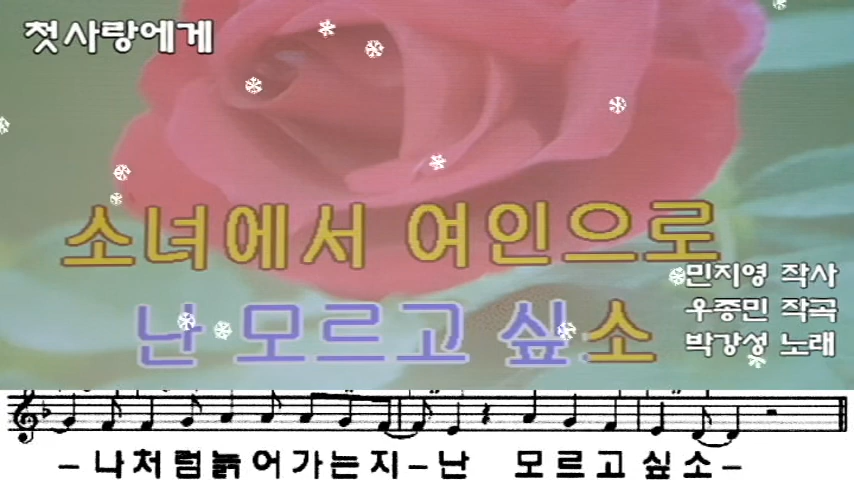 첫사랑에게
소녀에서 여인으로
난 모르고 싶소
민지영 작사
우종민 작곡
박강성 노래
-나처럼늙어가는지-난 모르고싶소-